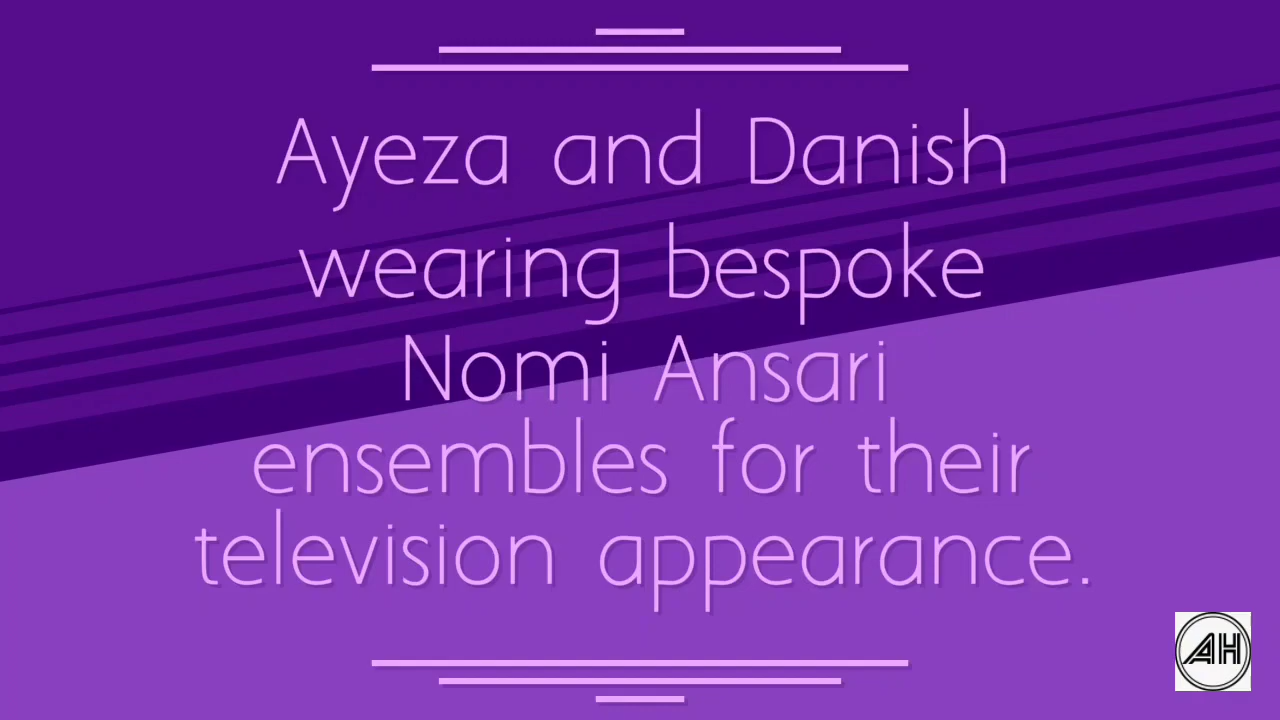 Ayeza and Danish
wearing bespoke
Nomi Ansari
ensembles for their
television appearance.
AH